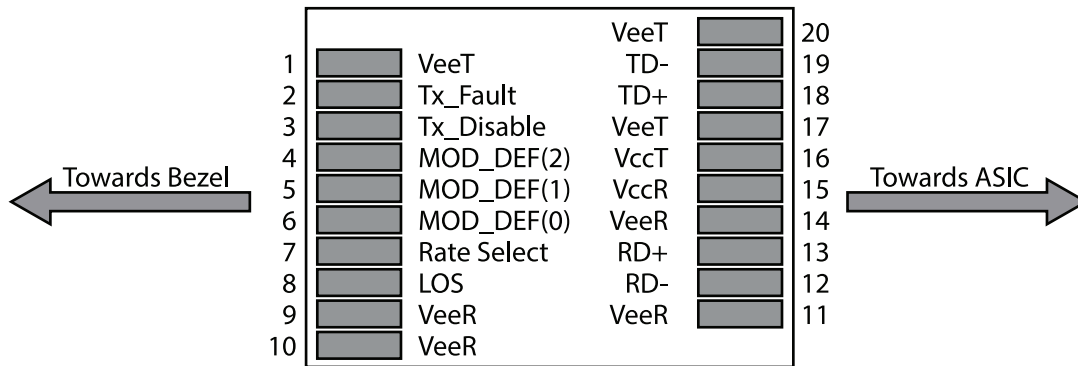 VeeT 20
1 VeeT TD- 19
2 Tx_Fault TD+ 18
3 Tx_Disable VeeT 17
4 MOD_DEF(2) VccT 16
Towards Bezel 5 MOD_DEF(1) VccR 15 Towards ASIC
6 MOD_DEF(0) VeeR 14
7 Rate Select RD+ 13
8 LOS RD- 12
9 VeeR VeeR 11
10 VeeR